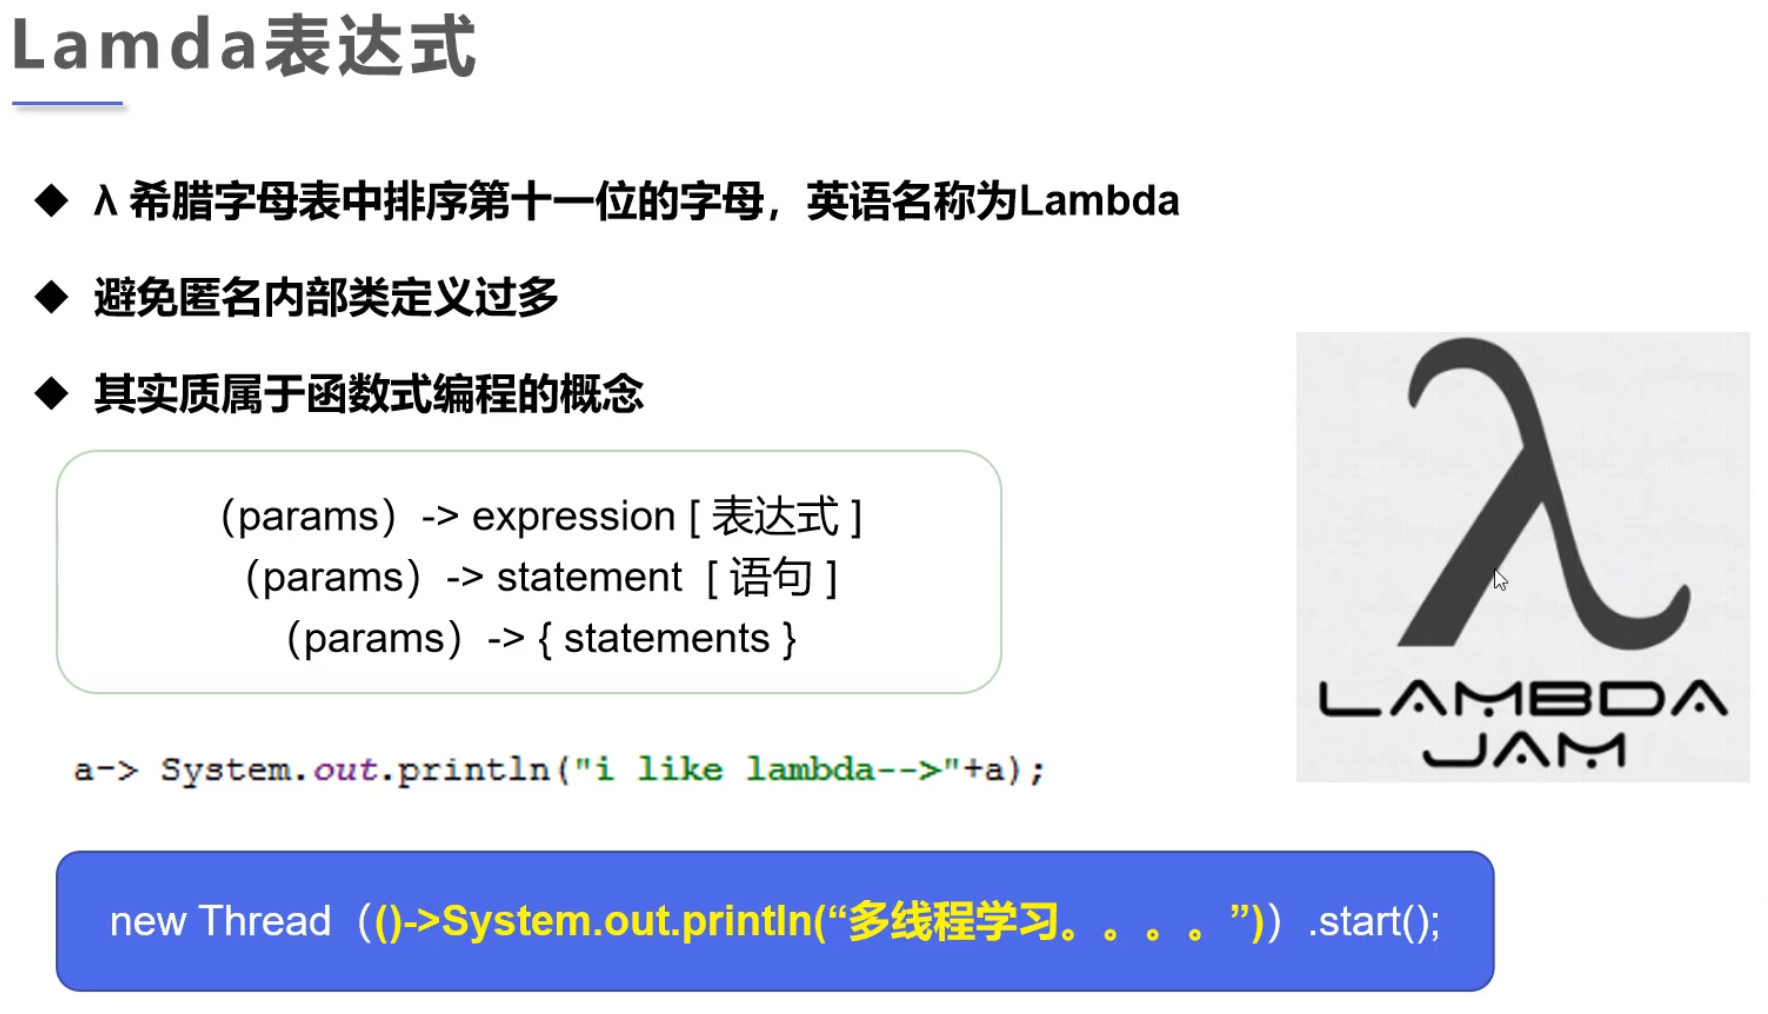 Lamda表达式
◆ λ 希腊字母表中排序第十一位的字母，英语名称为Lambda
◆ 避免匿名内部类定义过多
◆ 其实质属于函数式编程的概念
（params）-> expression [ 表达式 ]
（params）-> statement [ 语句 ]
（params）-> { statements }
a-> System.out.println("i like lambda-->"+a);
λ
LAMBDA
JAM
new Thread（()->System.out.println(“多线程学习。。。。”)）.start();